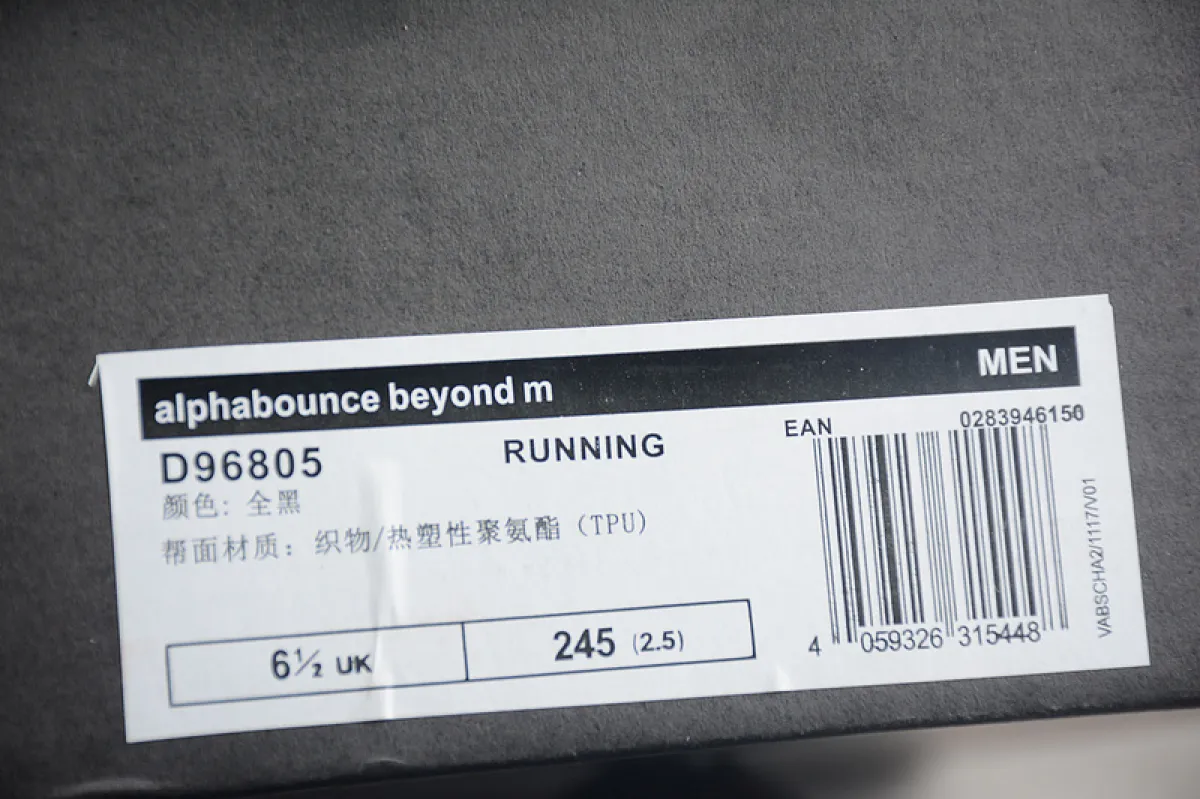 alphabounce beyond m MEN
D96805 RUNNING EAN 0283946150
颜色: 全黑
帮面材质: 织物/热塑性聚氨酯 (TPU)
6½ UK 245 (2.5)
4 059326 315448
VABSCHA2/1117/V01